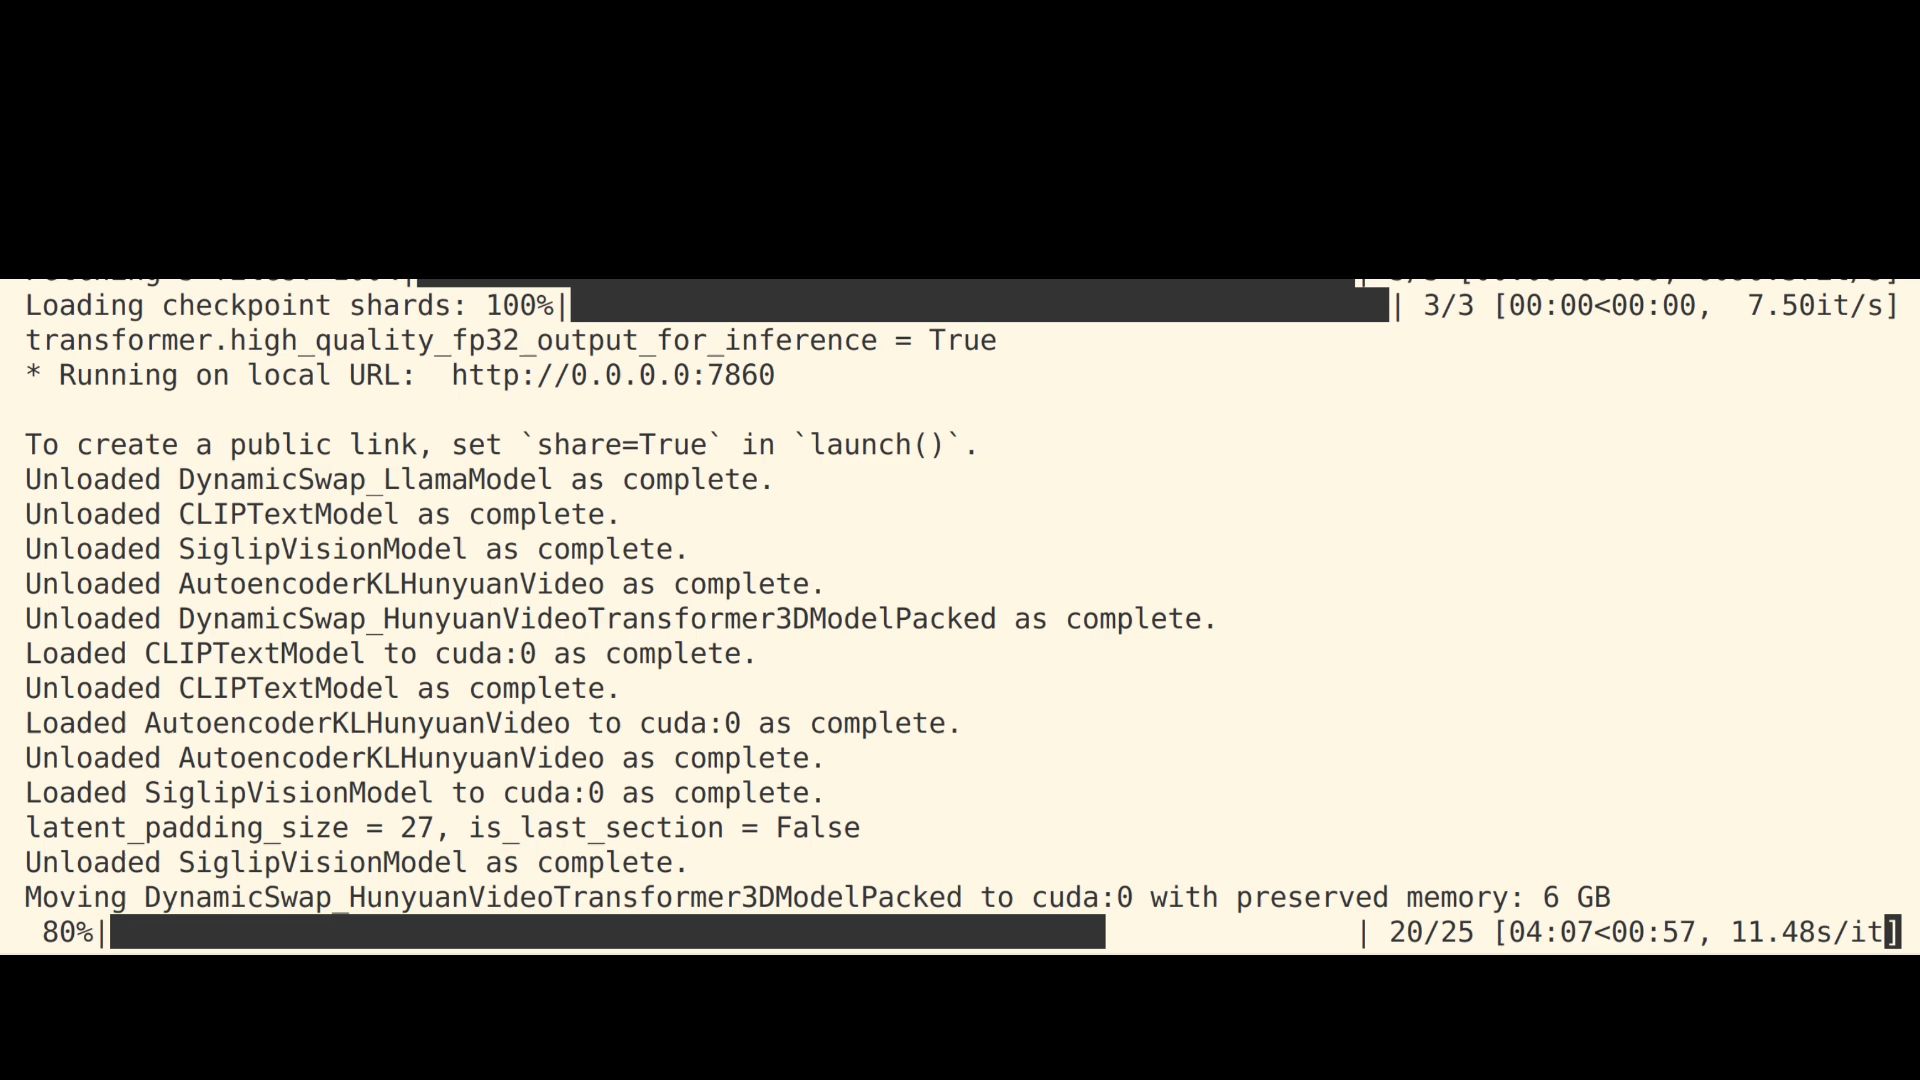 Loading checkpoint shards: 100%|██████████| 3/3 [00:00<00:00,  7.50it/s]
transformer.high_quality_fp32_output_for_inference = True
* Running on local URL:  http://0.0.0.0:7860

To create a public link, set `share=True` in `launch()`.
Unloaded DynamicSwap_LlamaModel as complete.
Unloaded CLIPTextModel as complete.
Unloaded SiglipVisionModel as complete.
Unloaded AutoencoderKLHunyuanVideo as complete.
Unloaded DynamicSwap_HunyuanVideoTransformer3DModelPacked as complete.
Loaded CLIPTextModel to cuda:0 as complete.
Unloaded CLIPTextModel as complete.
Loaded AutoencoderKLHunyuanVideo to cuda:0 as complete.
Unloaded AutoencoderKLHunyuanVideo as complete.
Loaded SiglipVisionModel to cuda:0 as complete.
latent_padding_size = 27, is_last_section = False
Unloaded SiglipVisionModel as complete.
Moving DynamicSwap_HunyuanVideoTransformer3DModelPacked to cuda:0 with preserved memory: 6 GB
80%|████████  | 20/25 [04:07<00:57, 11.48s/it]